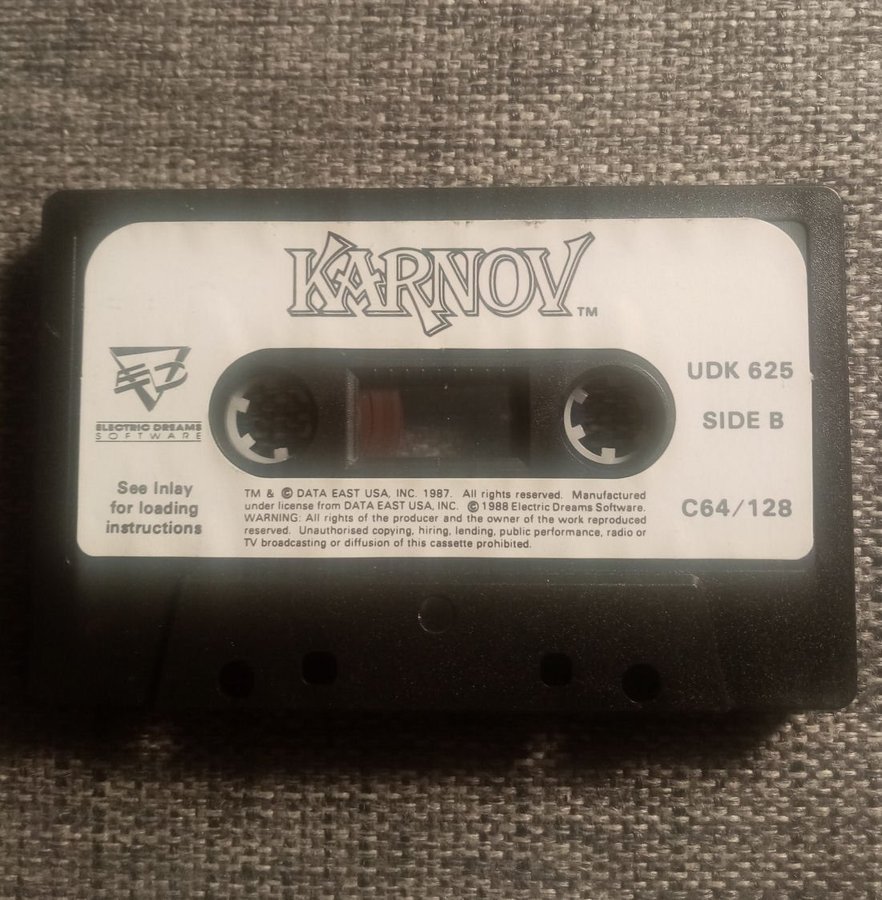 KARNOV™
ELECTRIC DREAMS
SOFTWARE
See Inlay
for loading
instructions
UDK 625
SIDE B
C64/128
TM & © DATA EAST USA, INC. 1987. All rights reserved. Manufactured
under license from DATA EAST USA, INC. © 1988 Electric Dreams Software.
WARNING: All rights of the producer and the owner of the work reproduced
reserved. Unauthorised copying, hiring, lending, public performance, radio or
TV broadcasting or diffusion of this cassette prohibited.